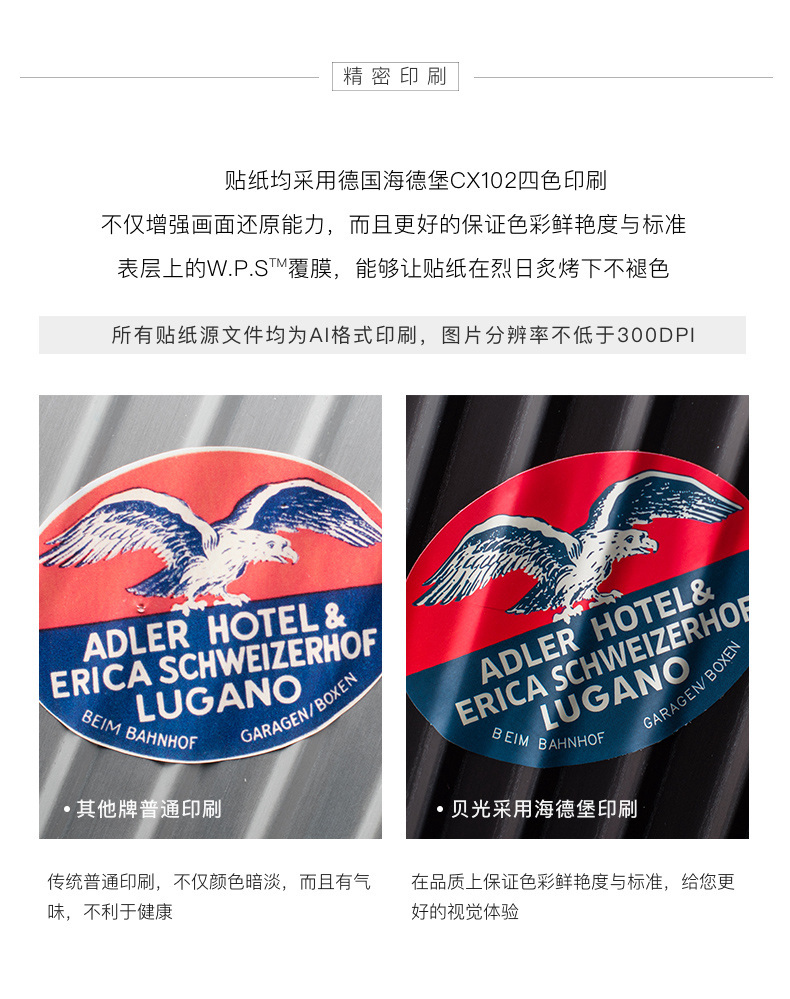 精密印刷
贴纸均采用德国海德堡CX102四色印刷
不仅增强画面还原能力，而且更好的保证色彩鲜艳度与标准
表层上的W.P.S™覆膜，能够让贴纸在烈日炙烤下不褪色
所有贴纸源文件均为AI格式印刷，图片分辨率不低于300DPI
ADLER HOTEL &
ERICA SCHWEIZERHOF
LUGANO
BEIM BAHNHOF GARAGEN/BOXEN
•其他牌普通印刷
ADLER HOTEL&
ERICA SCHWEIZERHOF
LUGANO
BEIM BAHNHOF GARAGEN/BOXEN
•贝光采用海德堡印刷
传统普通印刷，不仅颜色暗淡，而且有气
味，不利于健康
在品质上保证色彩鲜艳度与标准，给您更
好的视觉体验